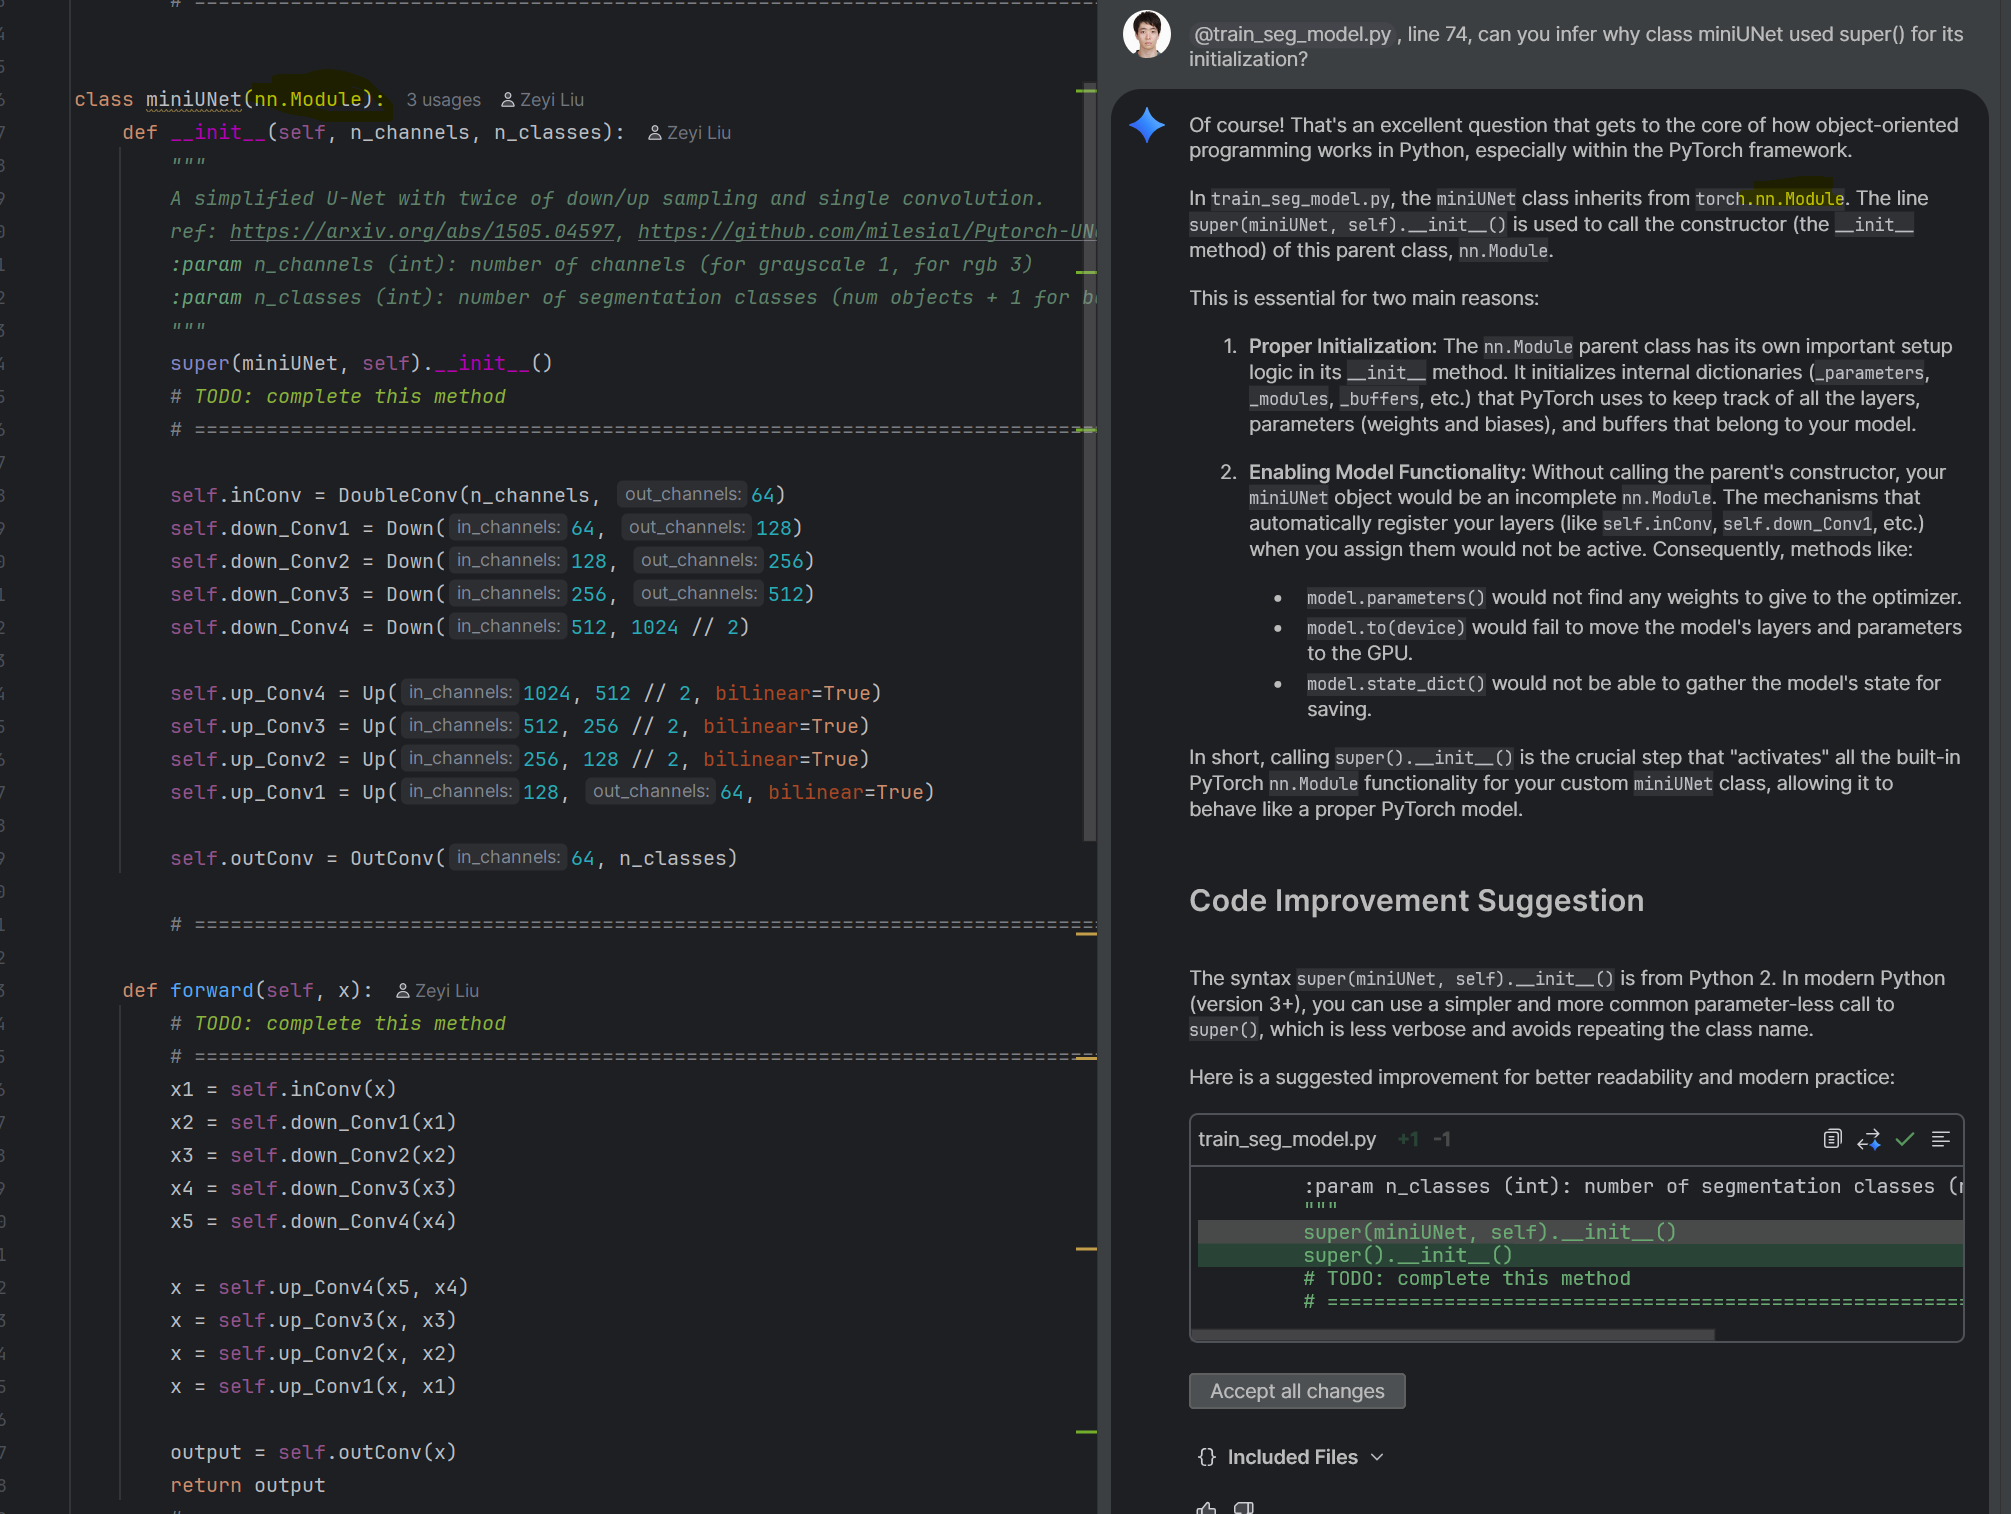 # ==========================================================================
class miniUNet(nn.Module):  3 usages  Zeyi Liu
def __init__(self, n_channels, n_classes):  Zeyi Liu
"""
A simplified U-Net with twice of down/up sampling and single convolution.
ref: https://arxiv.org/abs/1505.04597, https://github.com/milesial/Pytorch-UN
:param n_channels (int): number of channels (for grayscale 1, for rgb 3)
:param n_classes (int): number of segmentation classes (num objects + 1 for b
"""
super(miniUNet, self).__init__()
# TODO: complete this method
# ==========================================================================
self.inConv = DoubleConv(n_channels, out_channels: 64)
self.down_Conv1 = Down(in_channels: 64, out_channels: 128)
self.down_Conv2 = Down(in_channels: 128, out_channels: 256)
self.down_Conv3 = Down(in_channels: 256, out_channels: 512)
self.down_Conv4 = Down(in_channels: 512, 1024 // 2)
self.up_Conv4 = Up(in_channels: 1024, 512 // 2, bilinear=True)
self.up_Conv3 = Up(in_channels: 512, 256 // 2, bilinear=True)
self.up_Conv2 = Up(in_channels: 256, 128 // 2, bilinear=True)
self.up_Conv1 = Up(in_channels: 128, out_channels: 64, bilinear=True)
self.outConv = OutConv(in_channels: 64, n_classes)
# ==========================================================================
def forward(self, x):  Zeyi Liu
# TODO: complete this method
# ==========================================================================
x1 = self.inConv(x)
x2 = self.down_Conv1(x1)
x3 = self.down_Conv2(x2)
x4 = self.down_Conv3(x3)
x5 = self.down_Conv4(x4)
x = self.up_Conv4(x5, x4)
x = self.up_Conv3(x, x3)
x = self.up_Conv2(x, x2)
x = self.up_Conv1(x, x1)
output = self.outConv(x)
return output
@train_seg_model.py , line 74, can you infer why class miniUNet used super() for its
initialization?
Of course! That's an excellent question that gets to the core of how object-oriented
programming works in Python, especially within the PyTorch framework.
In train_seg_model.py, the miniUNet class inherits from torch.nn.Module. The line
super(miniUNet, self).__init__() is used to call the constructor (the __init__
method) of this parent class, nn.Module.
This is essential for two main reasons:
1. Proper Initialization: The nn.Module parent class has its own important setup
logic in its __init__ method. It initializes internal dictionaries (_parameters,
_modules, _buffers, etc.) that PyTorch uses to keep track of all the layers,
parameters (weights and biases), and buffers that belong to your model.
2. Enabling Model Functionality: Without calling the parent's constructor, your
miniUNet object would be an incomplete nn.Module. The mechanisms that
automatically register your layers (like self.inConv, self.down_Conv1, etc.)
when you assign them would not be active. Consequently, methods like:
• model.parameters() would not find any weights to give to the optimizer.
• model.to(device) would fail to move the model's layers and parameters
to the GPU.
• model.state_dict() would not be able to gather the model's state for
saving.
In short, calling super().__init__() is the crucial step that "activates" all the built-in
PyTorch nn.Module functionality for your custom miniUNet class, allowing it to
behave like a proper PyTorch model.
Code Improvement Suggestion
The syntax super(miniUNet, self).__init__() is from Python 2. In modern Python
(version 3+), you can use a simpler and more common parameter-less call to
super(), which is less verbose and avoids repeating the class name.
Here is a suggested improvement for better readability and modern practice:
train_seg_model.py +1 -1
:param n_classes (int): number of segmentation classes (
"""
super(miniUNet, self).__init__()
super().__init__()
# TODO: complete this method
# ======================================================
Accept all changes
{} Included Files